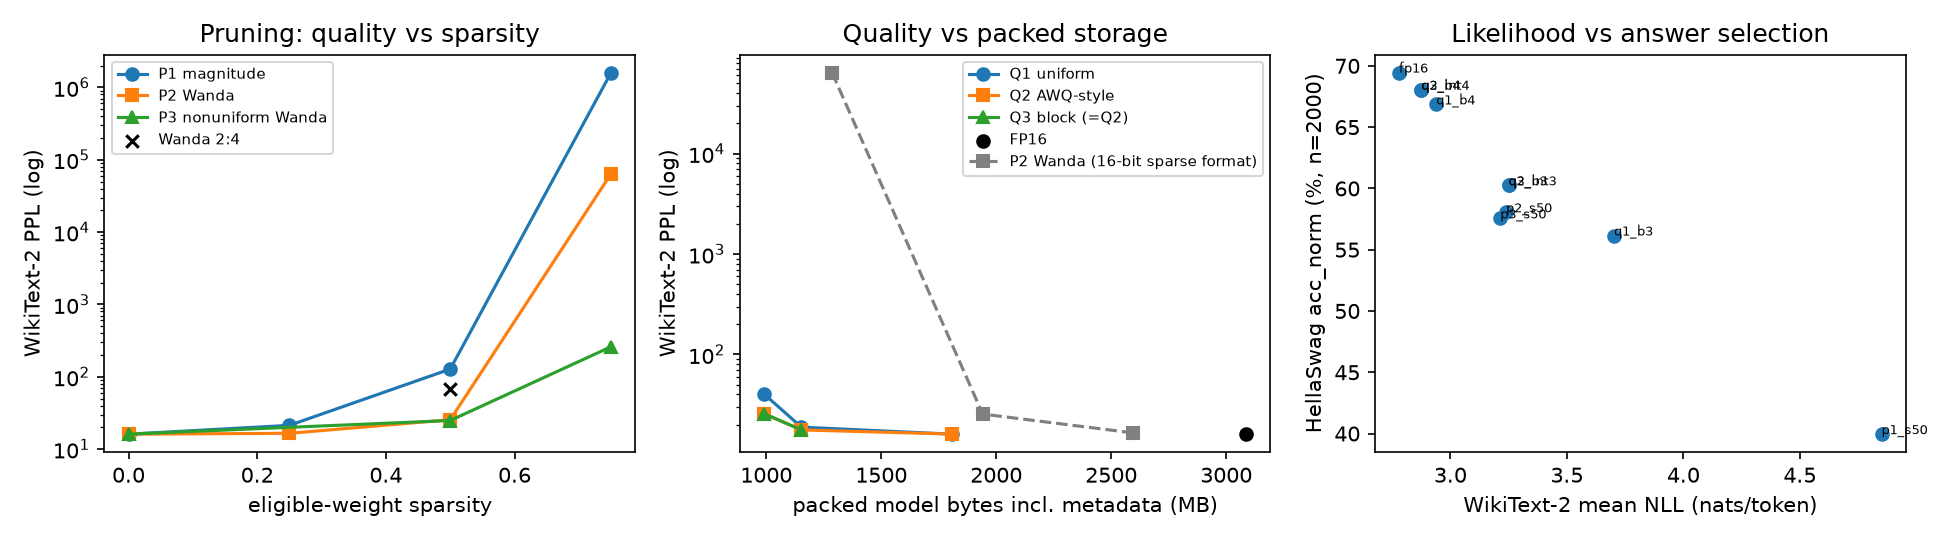 Pruning: quality vs sparsity
WikiText-2 PPL (log)
10^6
10^5
10^4
10^3
10^2
10^1
P1 magnitude
P2 Wanda
P3 nonuniform Wanda
Wanda 2:4
0.0 0.2 0.4 0.6
eligible-weight sparsity
Quality vs packed storage
WikiText-2 PPL (log)
10^4
10^3
10^2
Q1 uniform
Q2 AWQ-style
Q3 block (=Q2)
FP16
P2 Wanda (16-bit sparse format)
1000 1500 2000 2500 3000
packed model bytes incl. metadata (MB)
Likelihood vs answer selection
HellaSwag acc_norm (%, n=2000)
70
65
60
55
50
45
40
fp16
q1_b4
p2_s50
p3_s50
q1_b3
p1_s50
3.0 3.5 4.0 4.5
WikiText-2 mean NLL (nats/token)